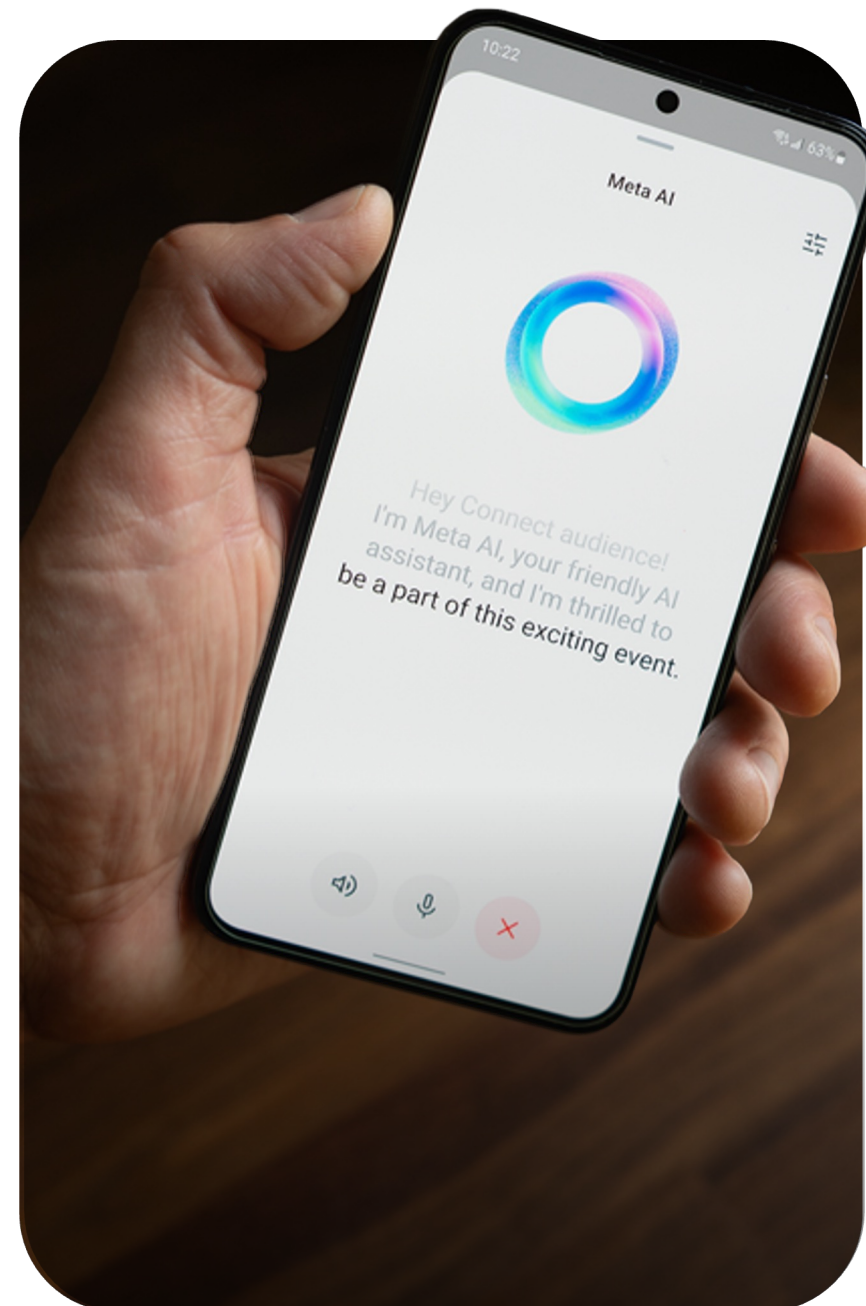 10:22
63%
Meta AI
Hey Connect audience!
I'm Meta AI, your friendly AI
assistant, and I'm thrilled to
be a part of this exciting event.